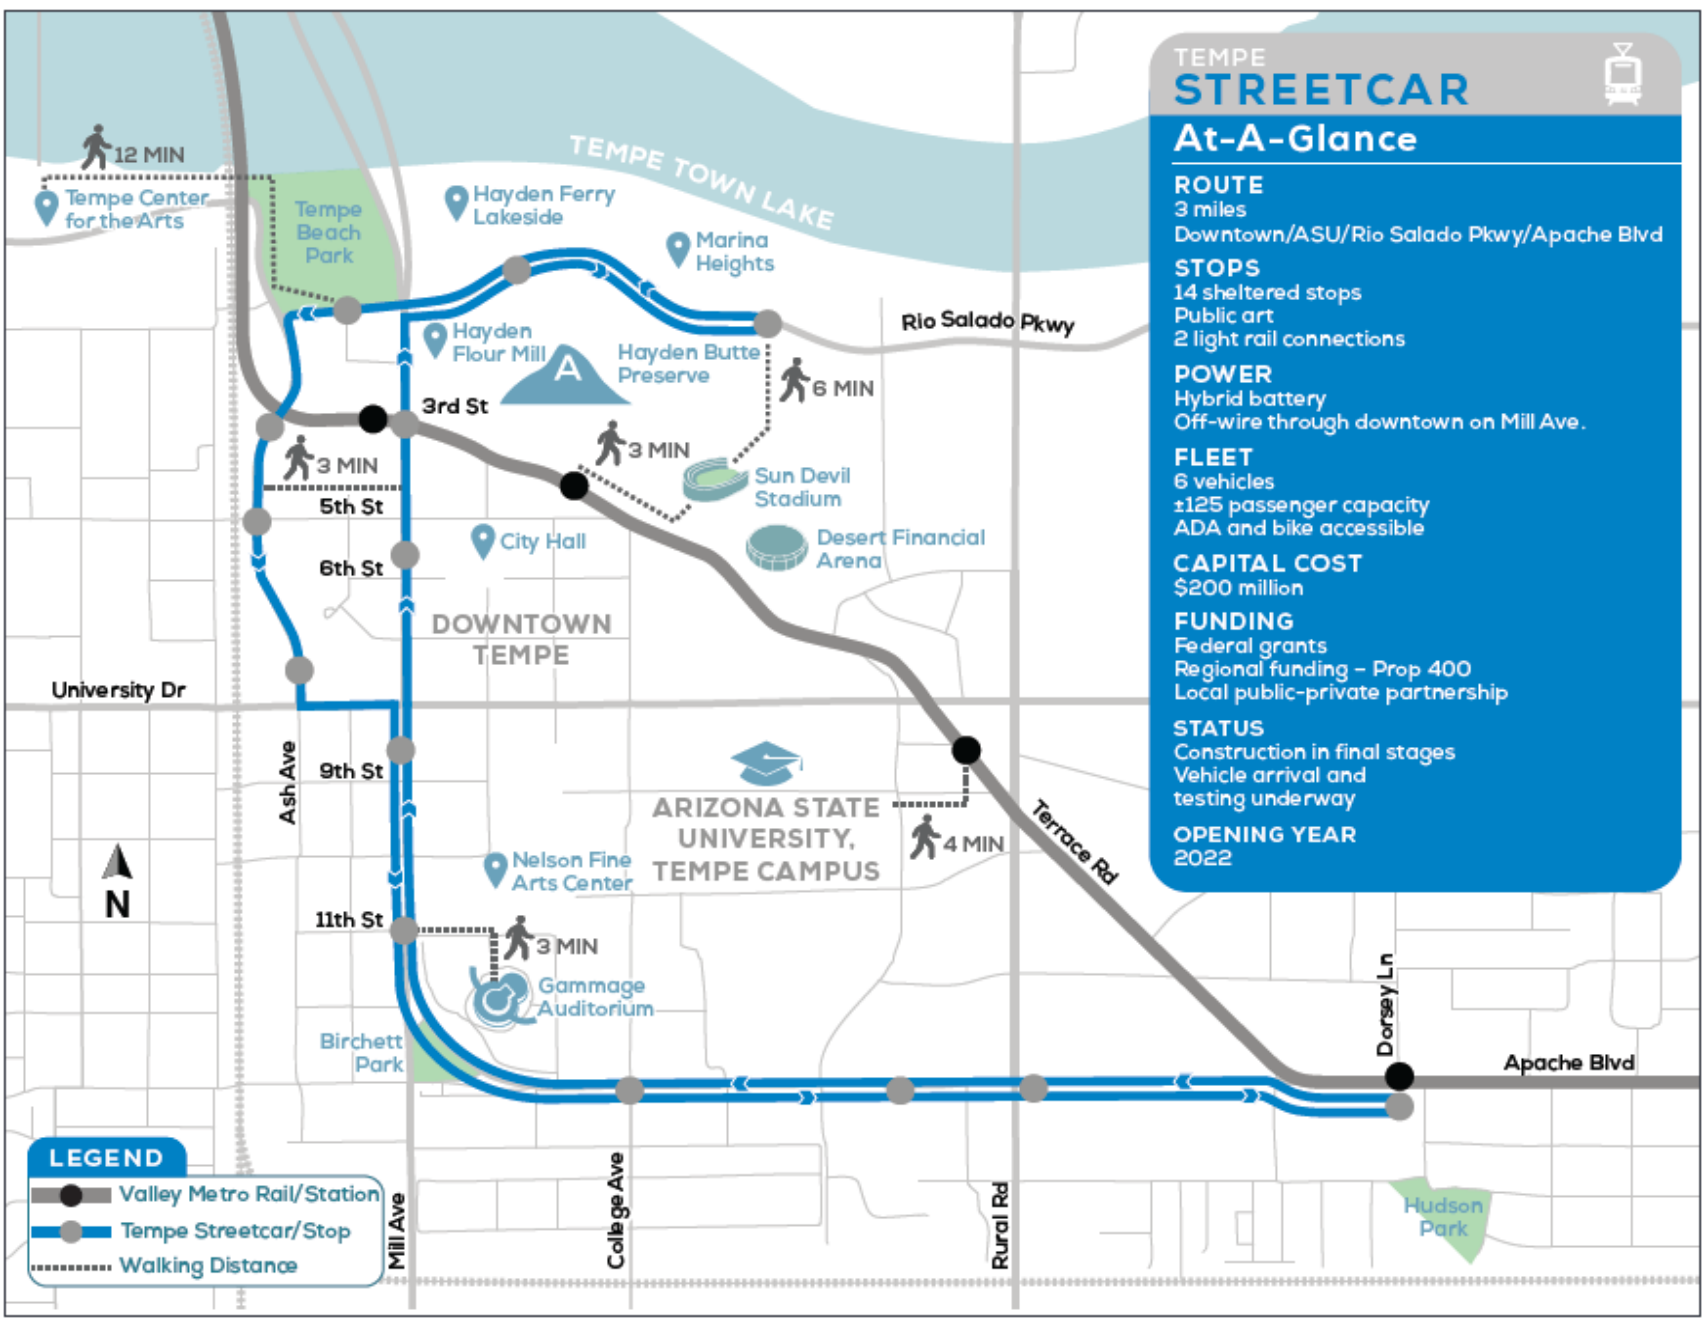 TEMPE
STREETCAR
At-A-Glance
ROUTE
3 miles
Downtown/ASU/Rio Salado Pkwy/Apache Blvd
STOPS
14 sheltered stops
Public art
2 light rail connections
POWER
Hybrid battery
Off-wire through downtown on Mill Ave.
FLEET
6 vehicles
±125 passenger capacity
ADA and bike accessible
CAPITAL COST
$200 million
FUNDING
Federal grants
Regional funding – Prop 400
Local public-private partnership
STATUS
Construction in final stages
Vehicle arrival and
testing underway
OPENING YEAR
2022
12 MIN
Tempe Center
for the Arts
Tempe
Beach
Park
Hayden Ferry
Lakeside
TEMPE TOWN LAKE
Marina
Heights
Rio Salado Pkwy
Hayden
Flour Mill
A
Hayden Butte
Preserve
6 MIN
3rd St
3 MIN
3 MIN
Sun Devil
Stadium
5th St
City Hall
Desert Financial
Arena
6th St
DOWNTOWN
TEMPE
University Dr
Ash Ave
9th St
ARIZONA STATE
UNIVERSITY,
TEMPE CAMPUS
4 MIN
Terrace Rd
N
Nelson Fine
Arts Center
11th St
3 MIN
Gammage
Auditorium
Birchett
Park
Dorsey Ln
Apache Blvd
Mill Ave
College Ave
Rural Rd
Hudson
Park
LEGEND
Valley Metro Rail/Station
Tempe Streetcar/Stop
Walking Distance